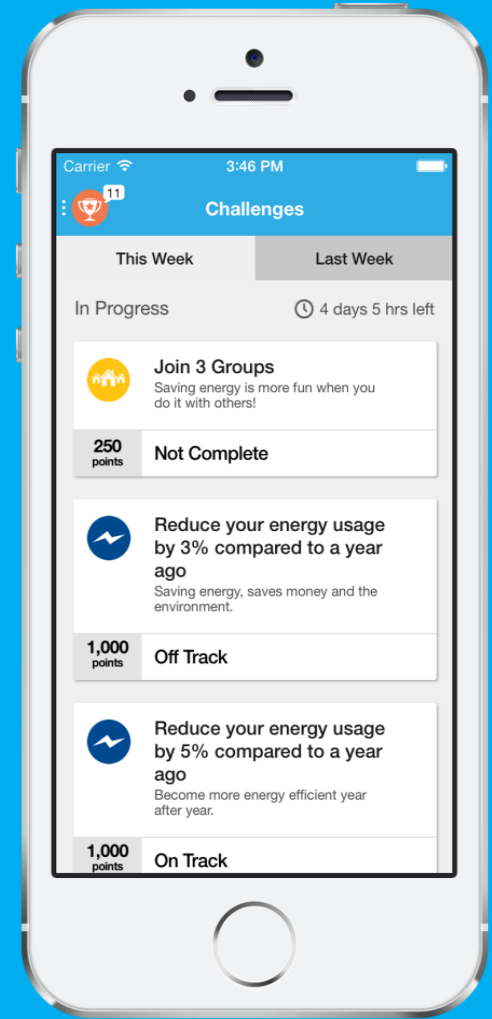 Carrier 3:46 PM
11
Challenges
This Week Last Week
In Progress 4 days 5 hrs left
Join 3 Groups
Saving energy is more fun when you
do it with others!
250
points
Not Complete
Reduce your energy usage
by 3% compared to a year
ago
Saving energy, saves money and the
environment.
1,000
points
Off Track
Reduce your energy usage
by 5% compared to a year
ago
Become more energy efficient year
after year.
1,000
points
On Track